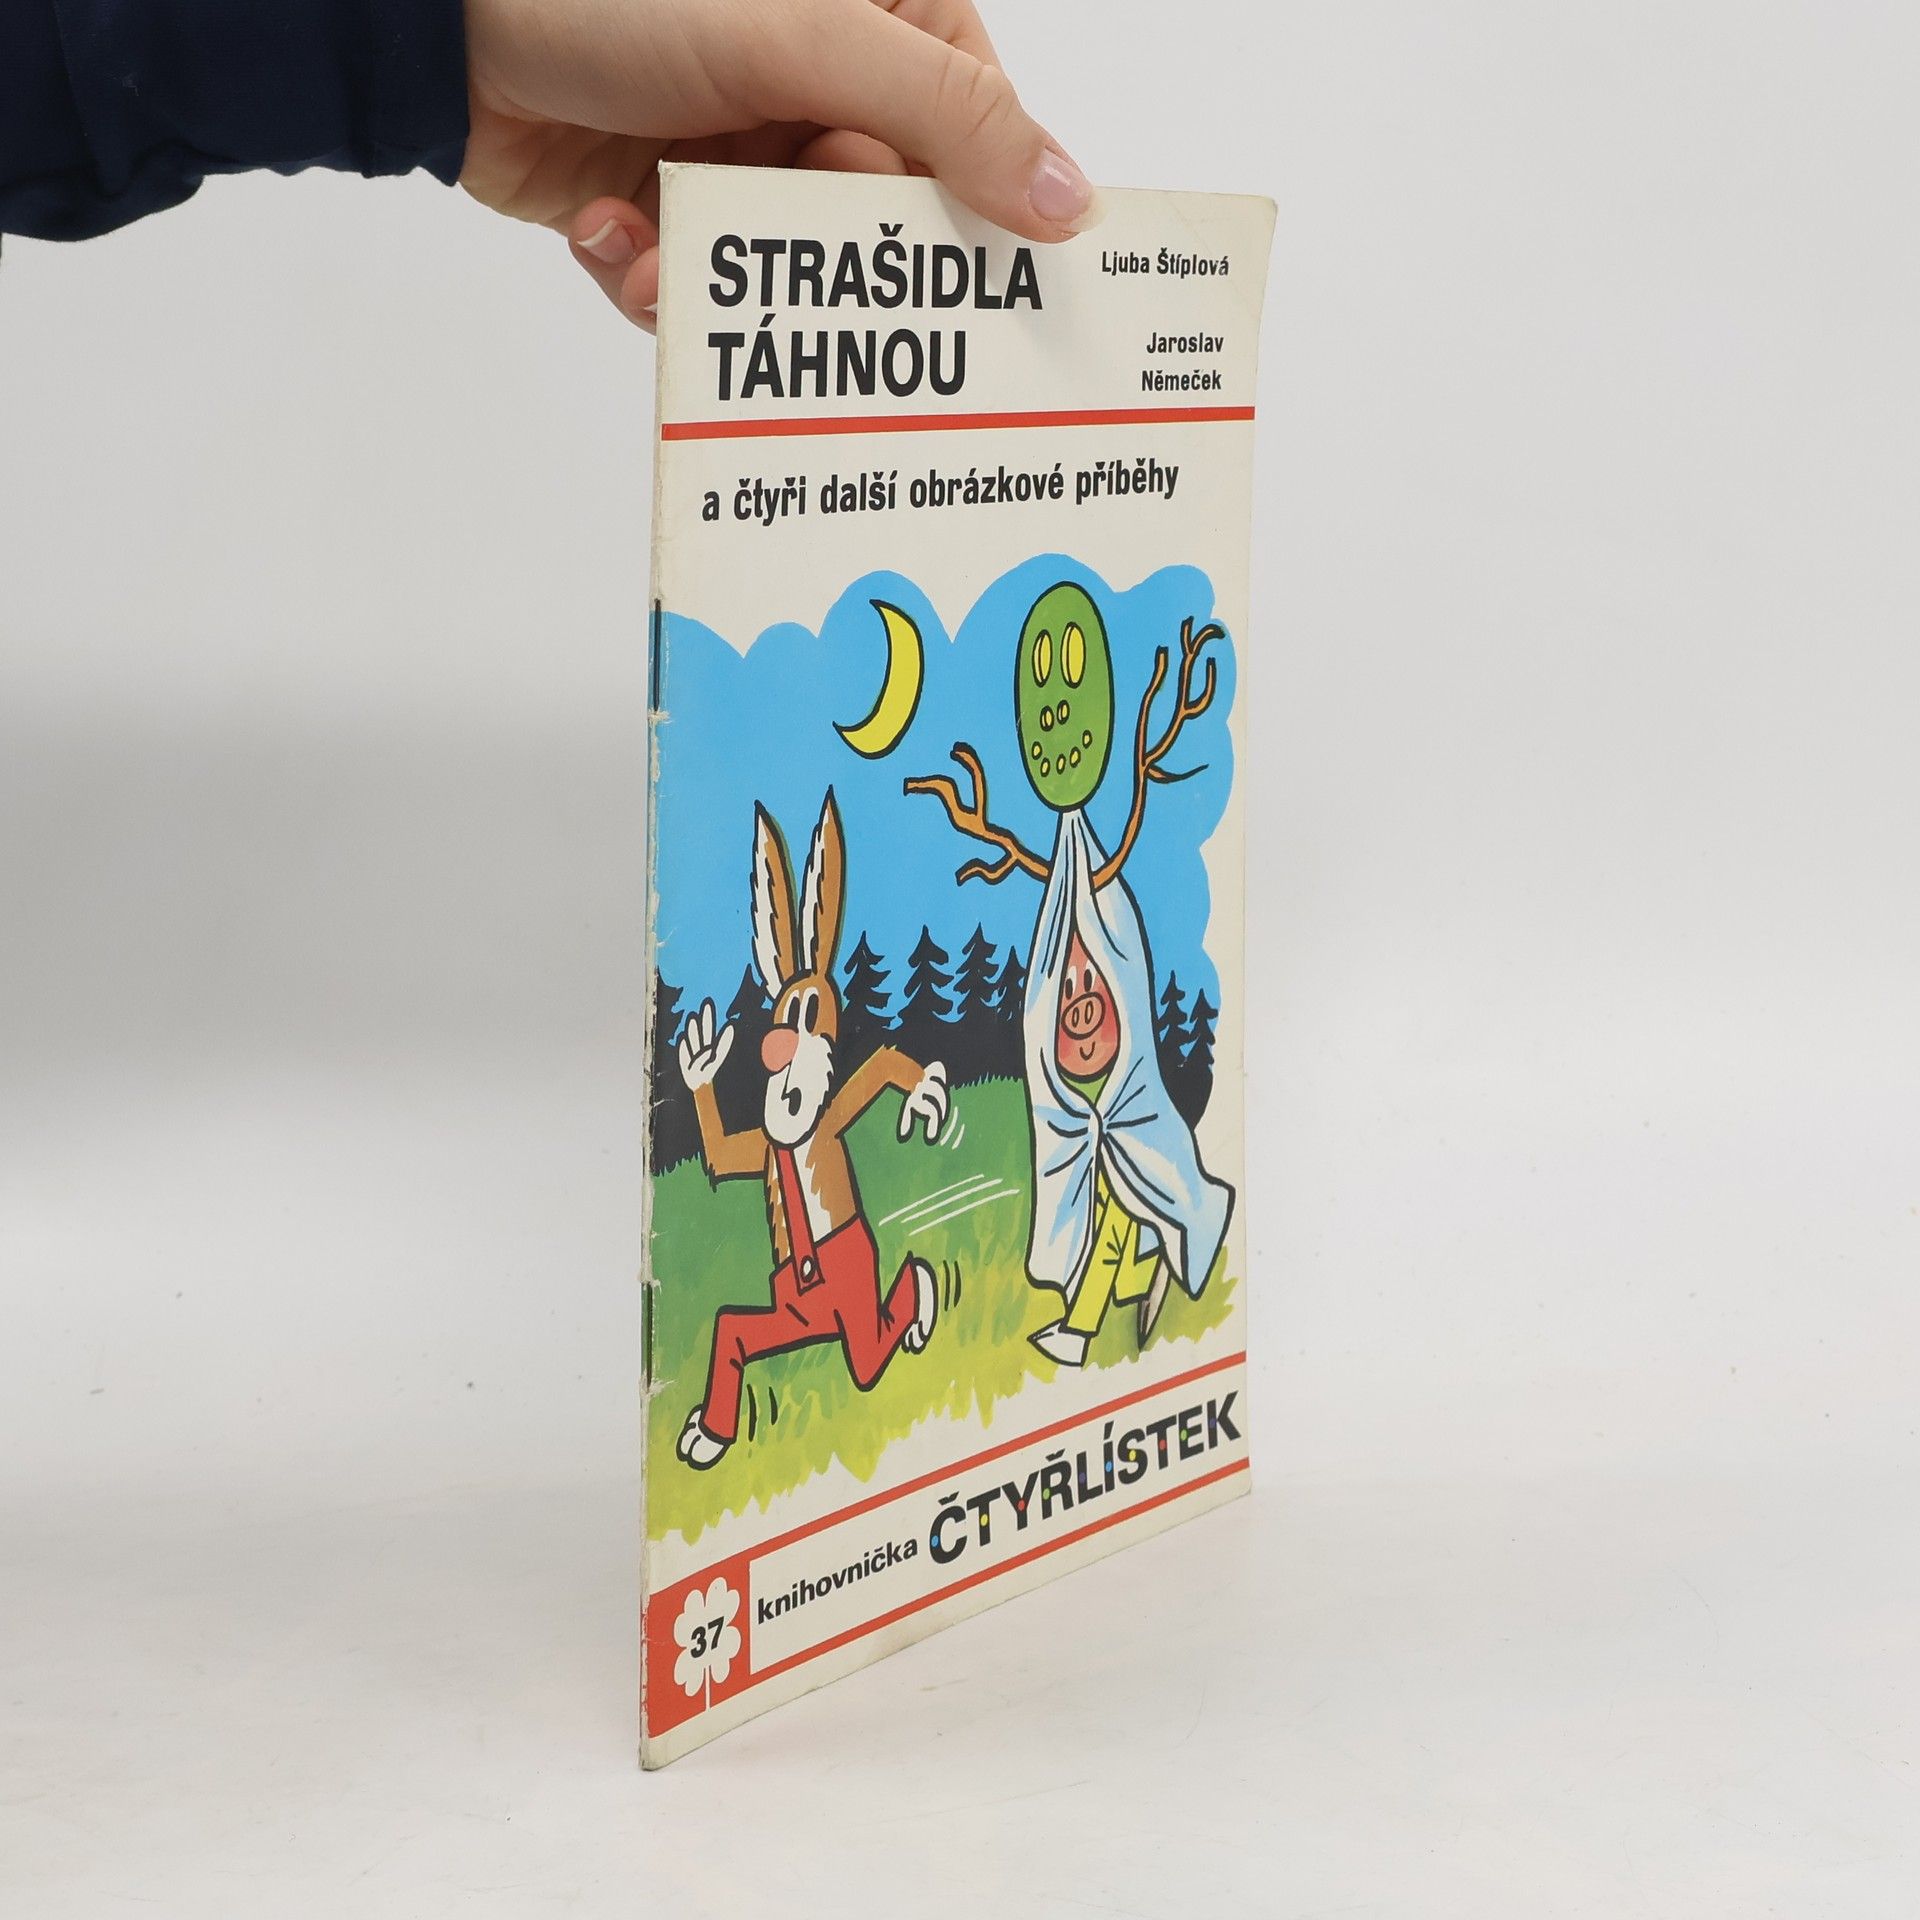 STRAŠIDLA
TÁHNOU
Ljuba Štíplová
Jaroslav
Němeček
a čtyři další obrázkové příběhy
37
knihovnička ČTYŘLÍSTEK